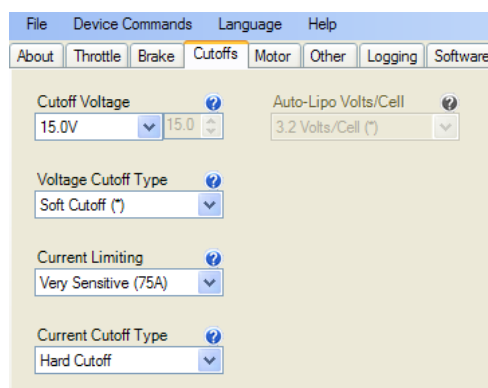 File Device Commands Language Help
About Throttle Brake Cutoffs Motor Other Logging Software
Cutoff Voltage ? Auto-Lipo Volts/Cell ?
15.0V 15.0 3.2 Volts/Cell (*)
Voltage Cutoff Type ?
Soft Cutoff (*)
Current Limiting ?
Very Sensitive (75A)
Current Cutoff Type ?
Hard Cutoff